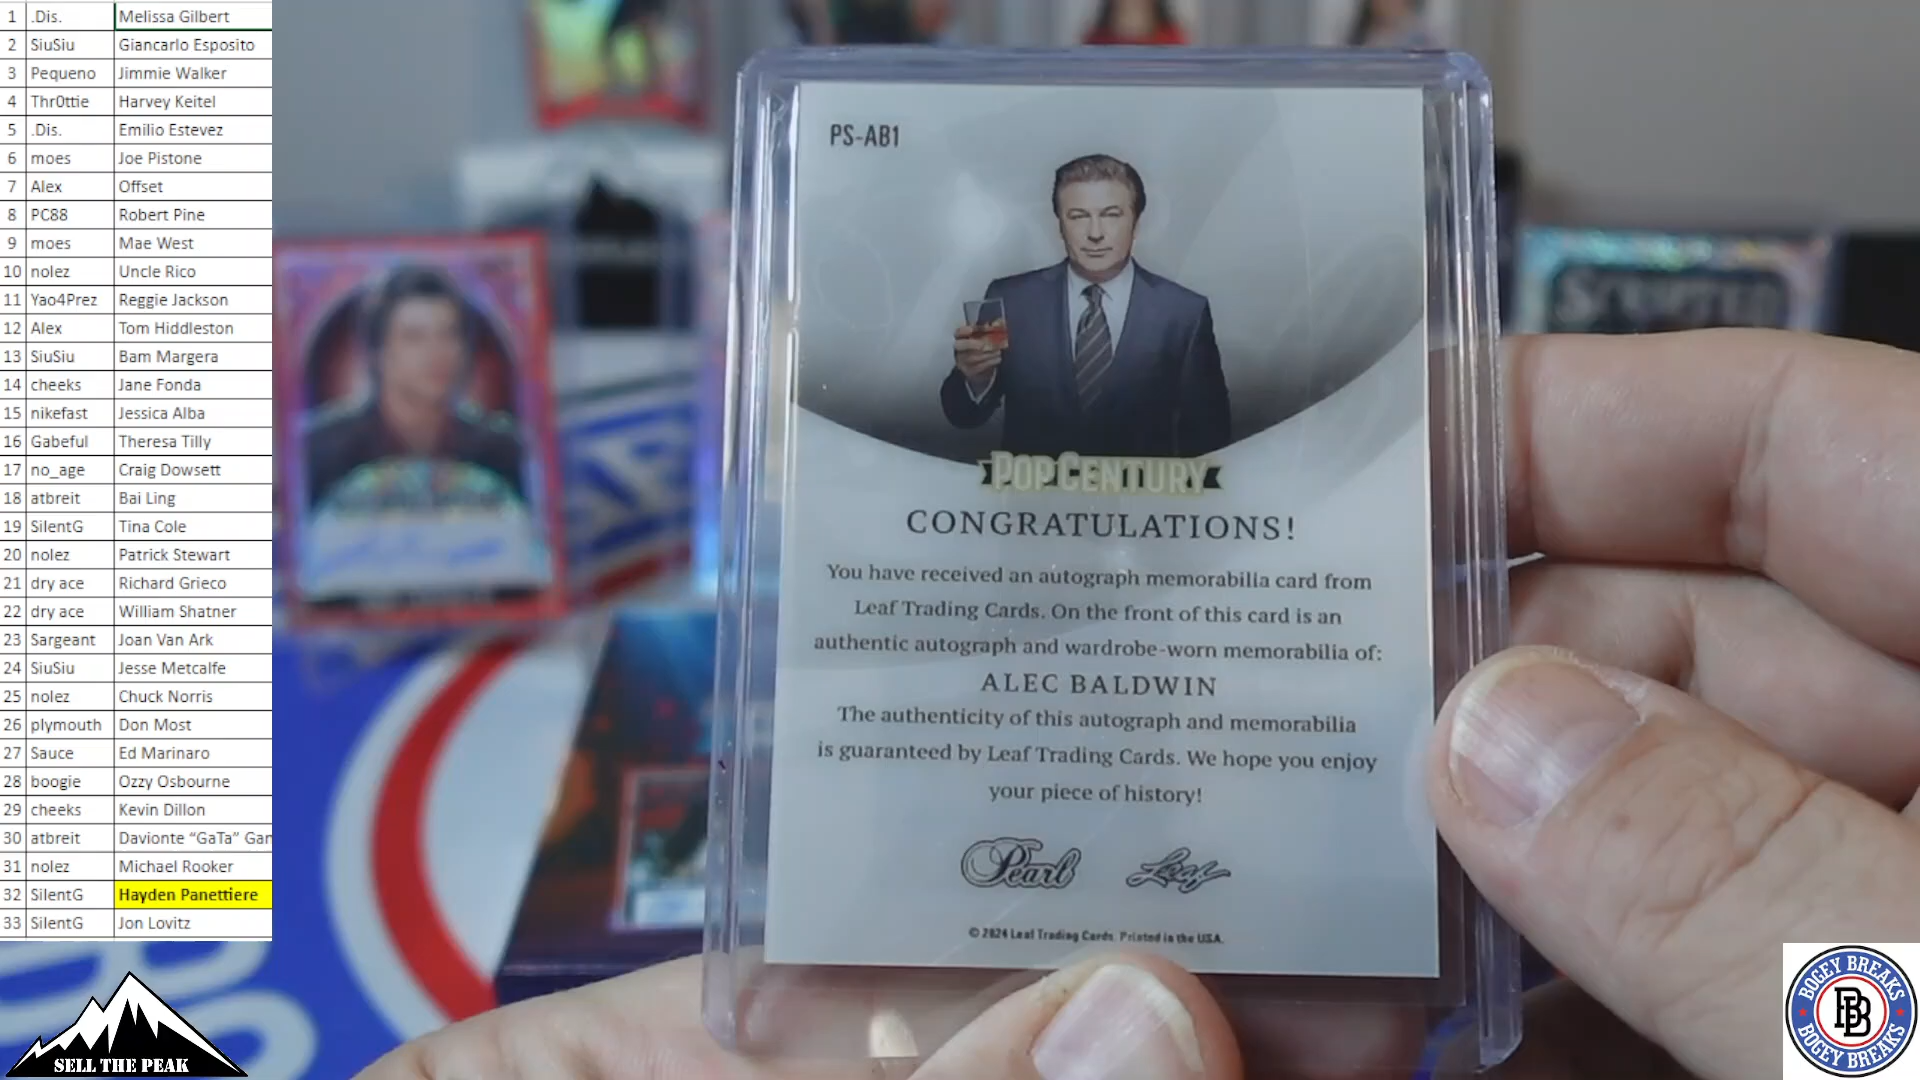 1 .Dis. Melissa Gilbert
2 SiuSiu Giancarlo Esposito
3 Pequeno Jimmie Walker
4 Thr0ttie Harvey Keitel
5 .Dis. Emilio Estevez
6 moes Joe Pistone
7 Alex Offset
8 PC88 Robert Pine
9 moes Mae West
10 nolez Uncle Rico
11 Yao4Prez Reggie Jackson
12 Alex Tom Hiddleston
13 SiuSiu Bam Margera
14 cheeks Jane Fonda
15 nikefast Jessica Alba
16 Gabeful Theresa Tilly
17 no_age Craig Dowsett
18 atbreit Bai Ling
19 SilentG Tina Cole
20 nolez Patrick Stewart
21 dry ace Richard Grieco
22 dry ace William Shatner
23 Sargeant Joan Van Ark
24 SiuSiu Jesse Metcalfe
25 nolez Chuck Norris
26 plymouth Don Most
27 Sauce Ed Marinaro
28 boogie Ozzy Osbourne
29 cheeks Kevin Dillon
30 atbreit Davionte “GaTa” Gan
31 nolez Michael Rooker
32 SilentG Hayden Panettiere
33 SilentG Jon Lovitz
SELL THE PEAK
PS-AB1
POP CENTURY
CONGRATULATIONS!
You have received an autograph memorabilia card from
Leaf Trading Cards. On the front of this card is an
authentic autograph and wardrobe-worn memorabilia of:
ALEC BALDWIN
The authenticity of this autograph and memorabilia
is guaranteed by Leaf Trading Cards. We hope you enjoy
your piece of history!
Pearl Leaf
© 2024 Leaf Trading Cards. Printed in the USA.
SCRIPTED
BOGEY BREAKS
BB
BOGEY BREAKS